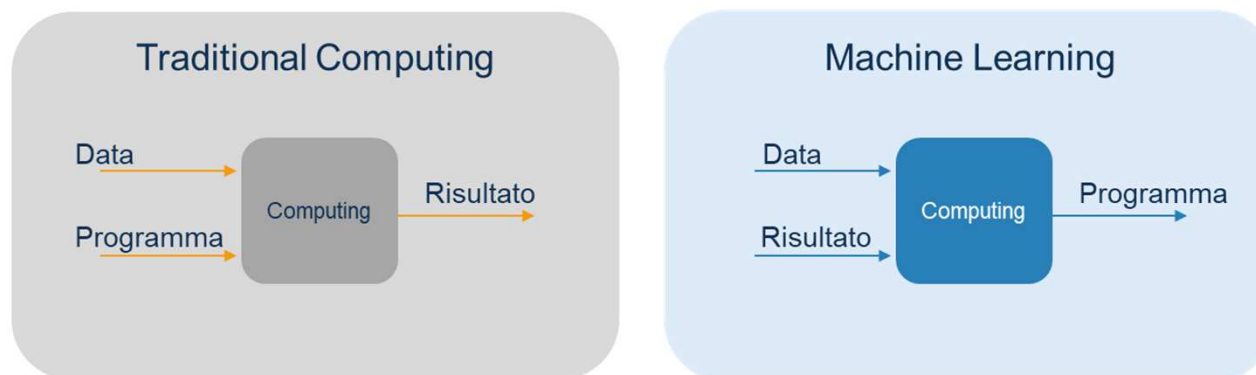 Traditional Computing
Data
Programma
Computing
Risultato
Machine Learning
Data
Risultato
Computing
Programma